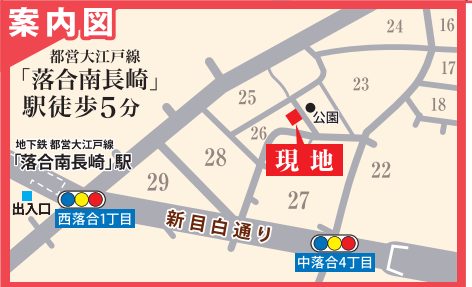 案内図
都営大江戸線
「落合南長崎」
駅徒歩5分
24
16
17
18
23
25
公園
26
現地
地下鉄 都営大江戸線
「落合南長崎」駅
28
29
22
27
出入口
西落合1丁目
新目白通り
中落合4丁目